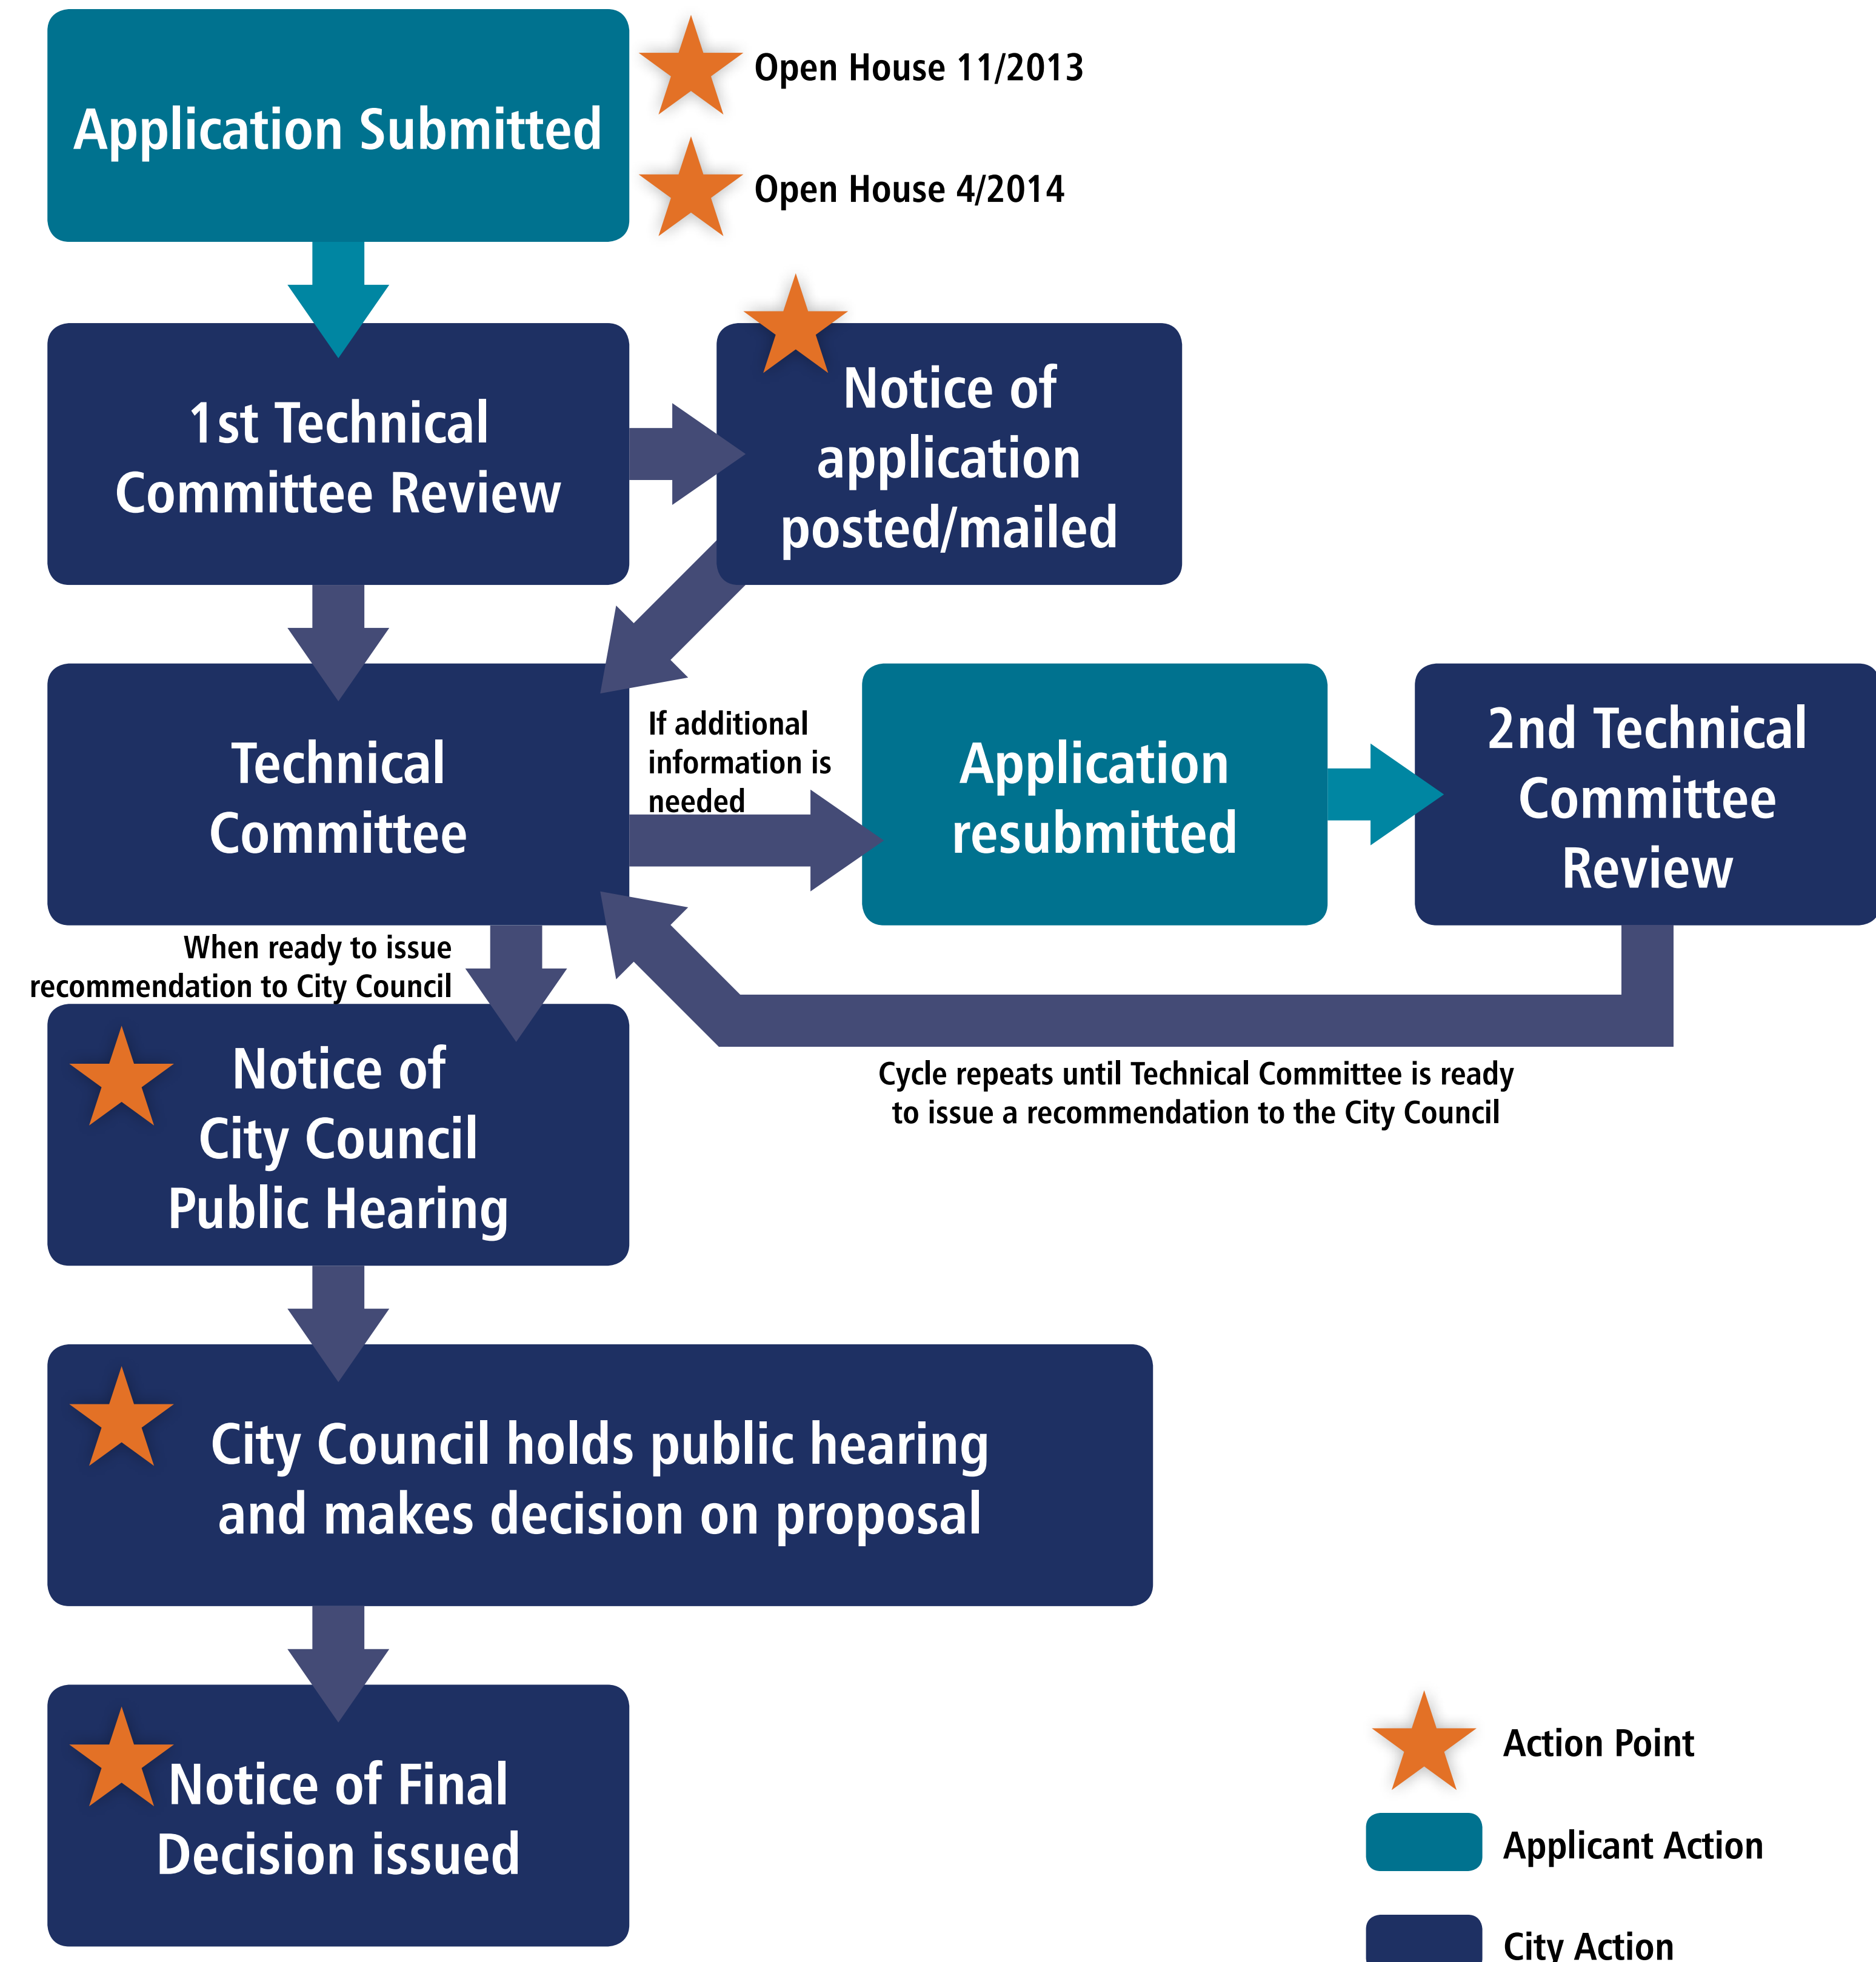 Application Submitted
Open House 11/2013
Open House 4/2014
1st Technical
Committee Review
Notice of
application
posted/mailed
Technical
Committee
If additional
information is
needed
Application
resubmitted
2nd Technical
Committee
Review
When ready to issue
recommendation to City Council
Cycle repeats until Technical Committee is ready
to issue a recommendation to the City Council
Notice of
City Council
Public Hearing
City Council holds public hearing
and makes decision on proposal
Notice of Final
Decision issued
Action Point
Applicant Action
City Action